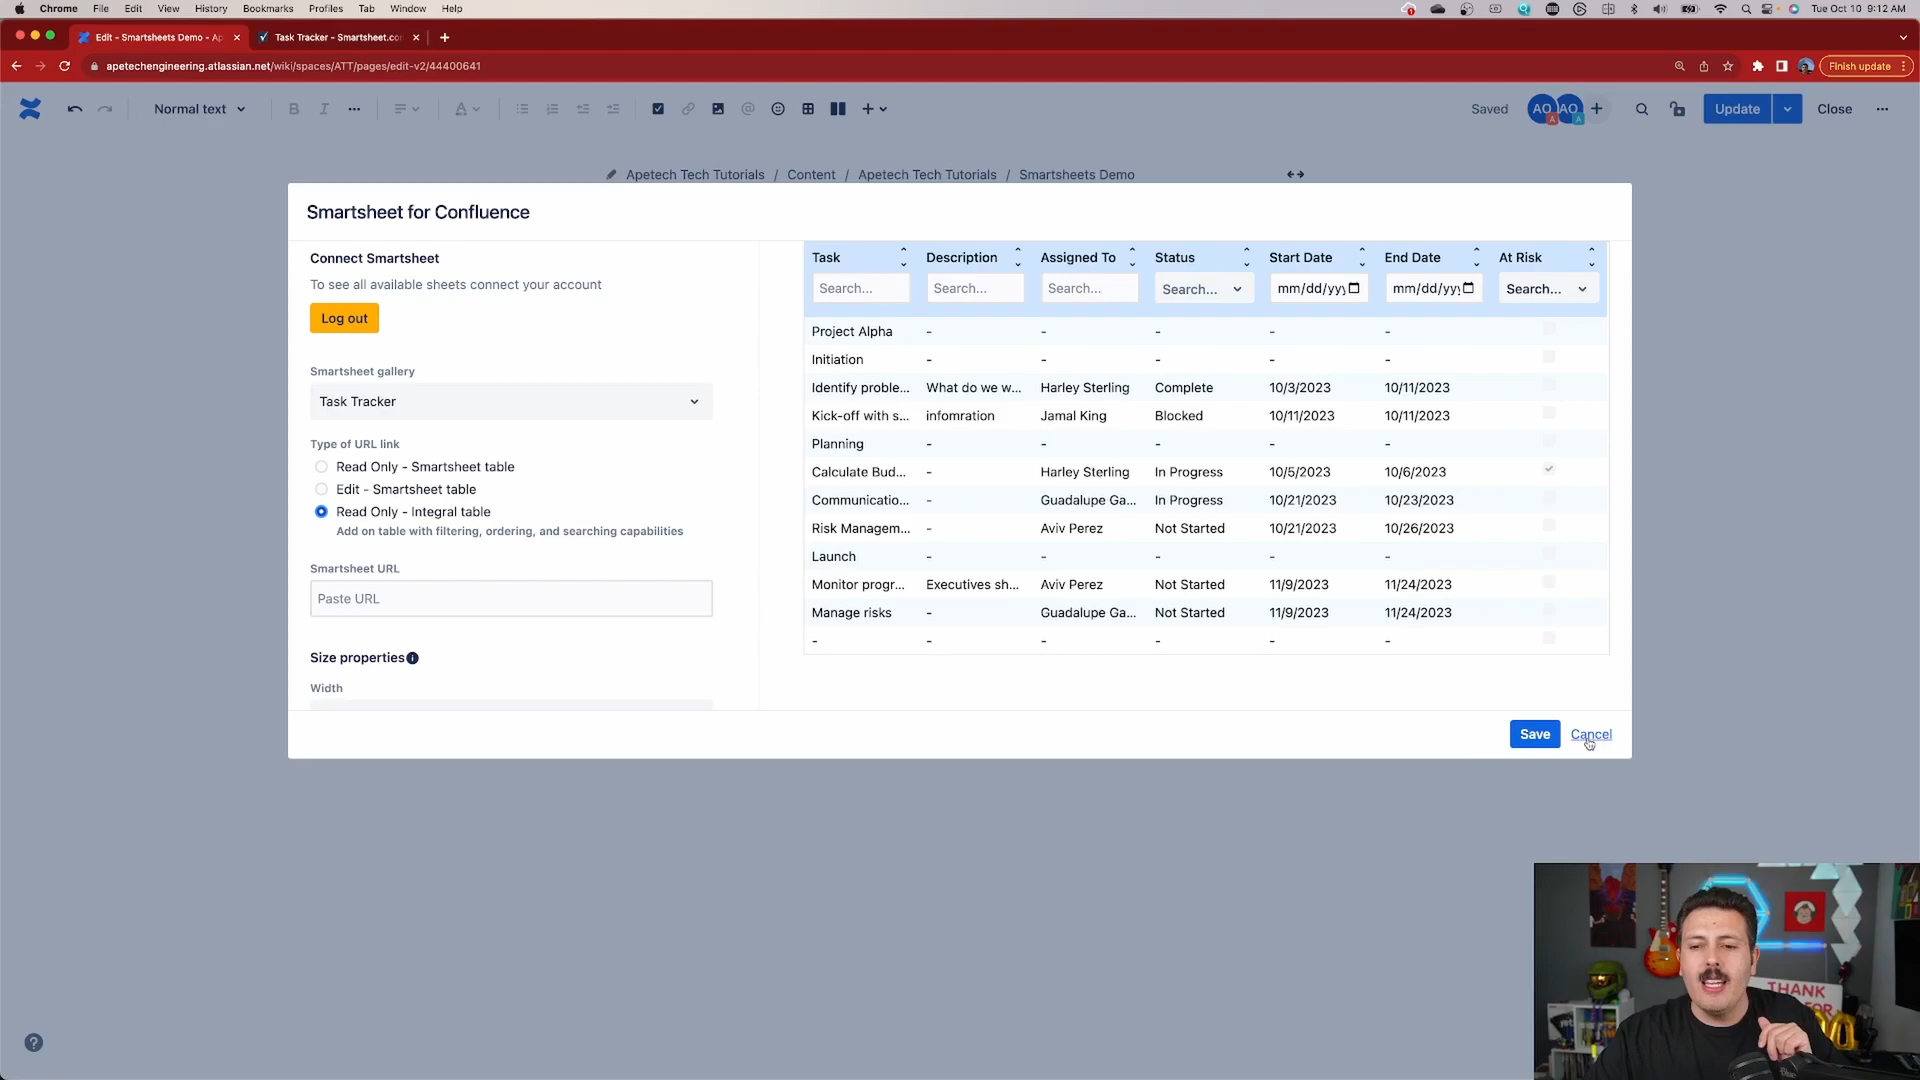 Chrome File Edit View History Bookmarks Profiles Tab Window Help Tue Oct 10 9:12 AM
Edit - Smartsheets Demo - Ap Task Tracker - Smartsheet.co
apetechengineering.atlassian.net/wiki/spaces/ATT/pages/edit-v2/44400641 Finish update
Normal text B I A Saved AO AO Update Close
Apetech Tech Tutorials / Content / Apetech Tech Tutorials / Smartsheets Demo
Smartsheet for Confluence
Connect Smartsheet
To see all available sheets connect your account
Log out
Smartsheet gallery
Task Tracker
Type of URL link
Read Only - Smartsheet table
Edit - Smartsheet table
Read Only - Integral table
Add on table with filtering, ordering, and searching capabilities
Smartsheet URL
Paste URL
Size properties
Width
Task Description Assigned To Status Start Date End Date At Risk
Search... Search... Search... Search... mm/dd/yyy mm/dd/yyy Search...
Project Alpha - - - - -
Initiation - - - - -
Identify proble... What do we w... Harley Sterling Complete 10/3/2023 10/11/2023
Kick-off with s... infomration Jamal King Blocked 10/11/2023 10/11/2023
Planning - - - - -
Calculate Bud... - Harley Sterling In Progress 10/5/2023 10/6/2023
Communicatio... - Guadalupe Ga... In Progress 10/21/2023 10/23/2023
Risk Managem... - Aviv Perez Not Started 10/21/2023 10/26/2023
Launch - - - - -
Monitor progr... Executives sh... Aviv Perez Not Started 11/9/2023 11/24/2023
Manage risks - Guadalupe Ga... Not Started 11/9/2023 11/24/2023
- - - - - -
Save Cancel
THANK
FOR